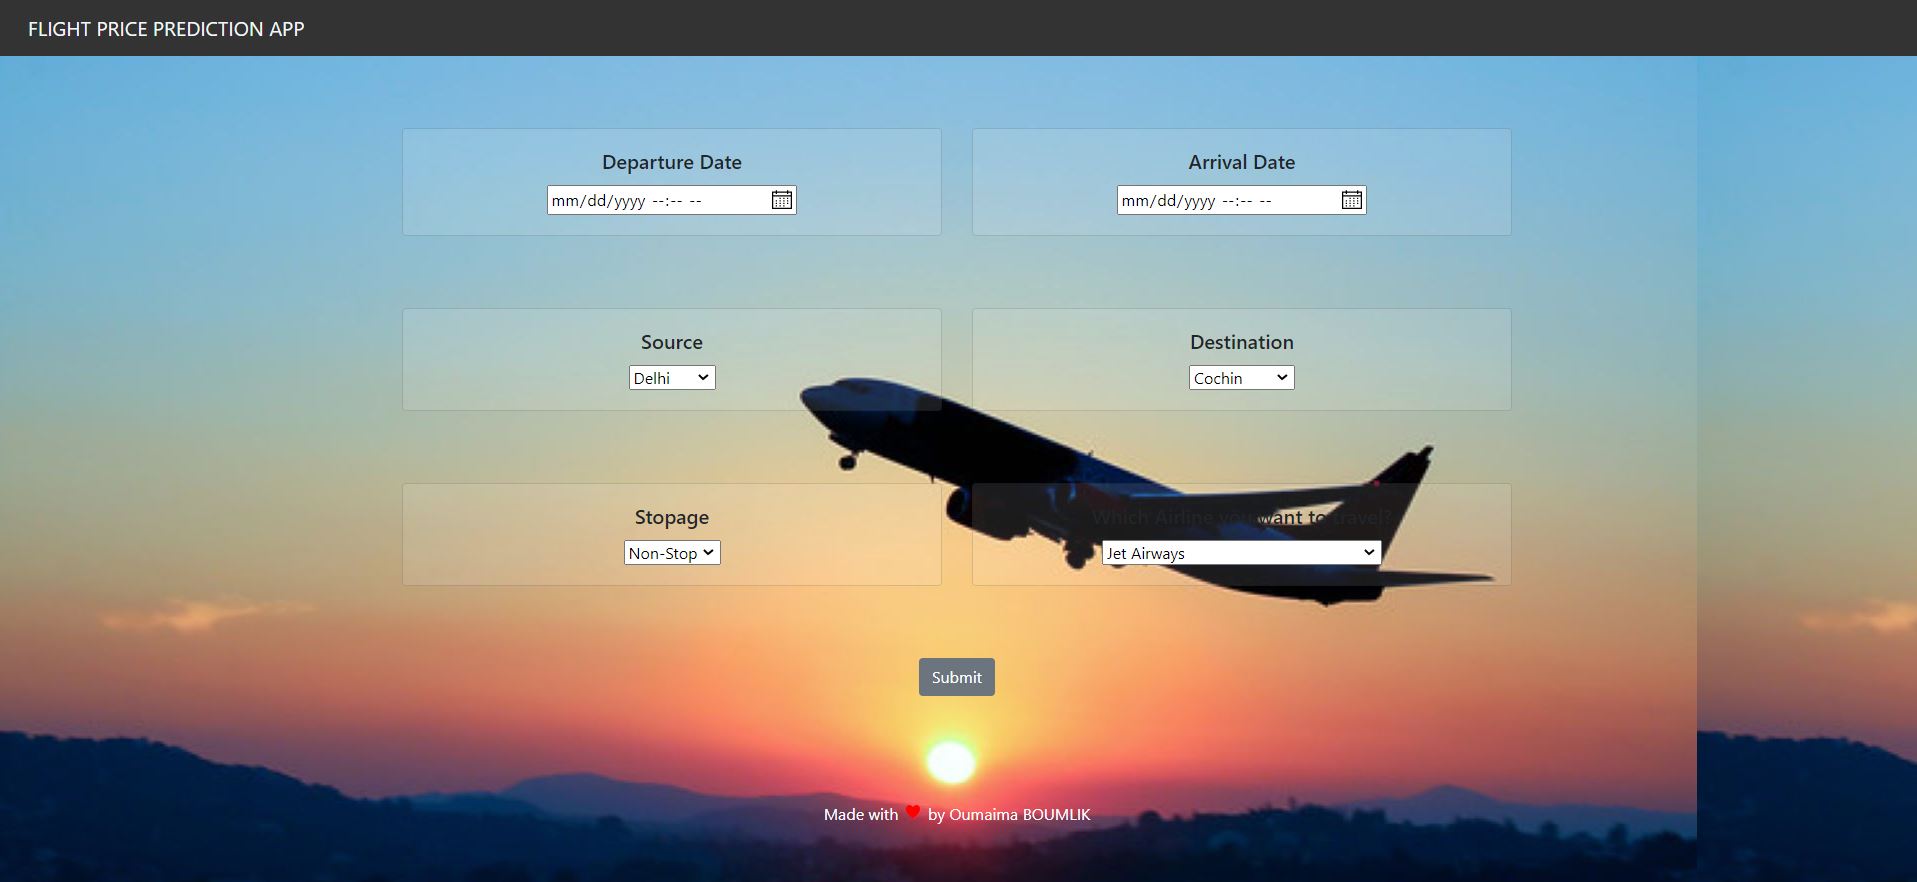 FLIGHT PRICE PREDICTION APP
Departure Date
mm/dd/yyyy --:-- --
Arrival Date
mm/dd/yyyy --:-- --
Source
Delhi
Destination
Cochin
Stopage
Non-Stop
Which Airline you want to travel?
Jet Airways
Submit
Made with ❤ by Oumaima BOUMLIK